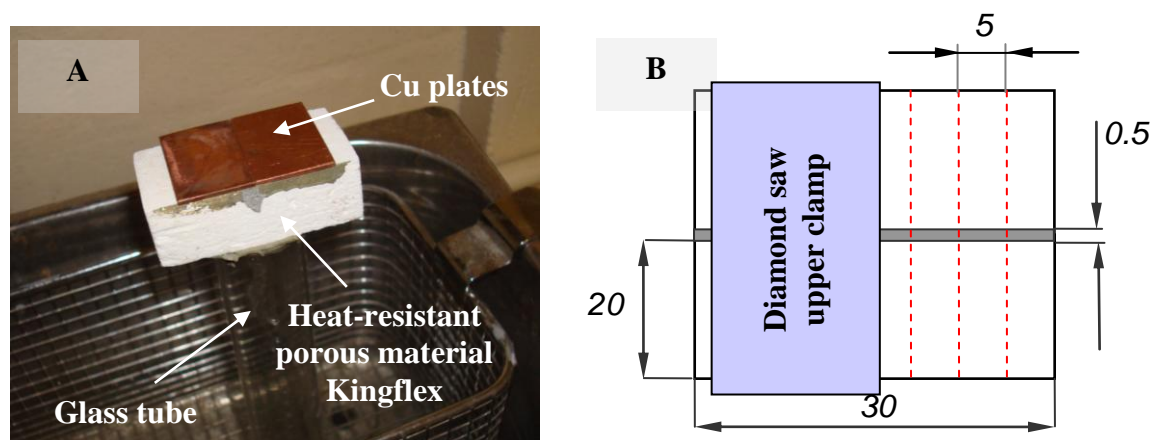 A
Cu plates
Heat-resistant
porous material
Kingflex
Glass tube
B
5
0.5
Diamond saw
upper clamp
20
30